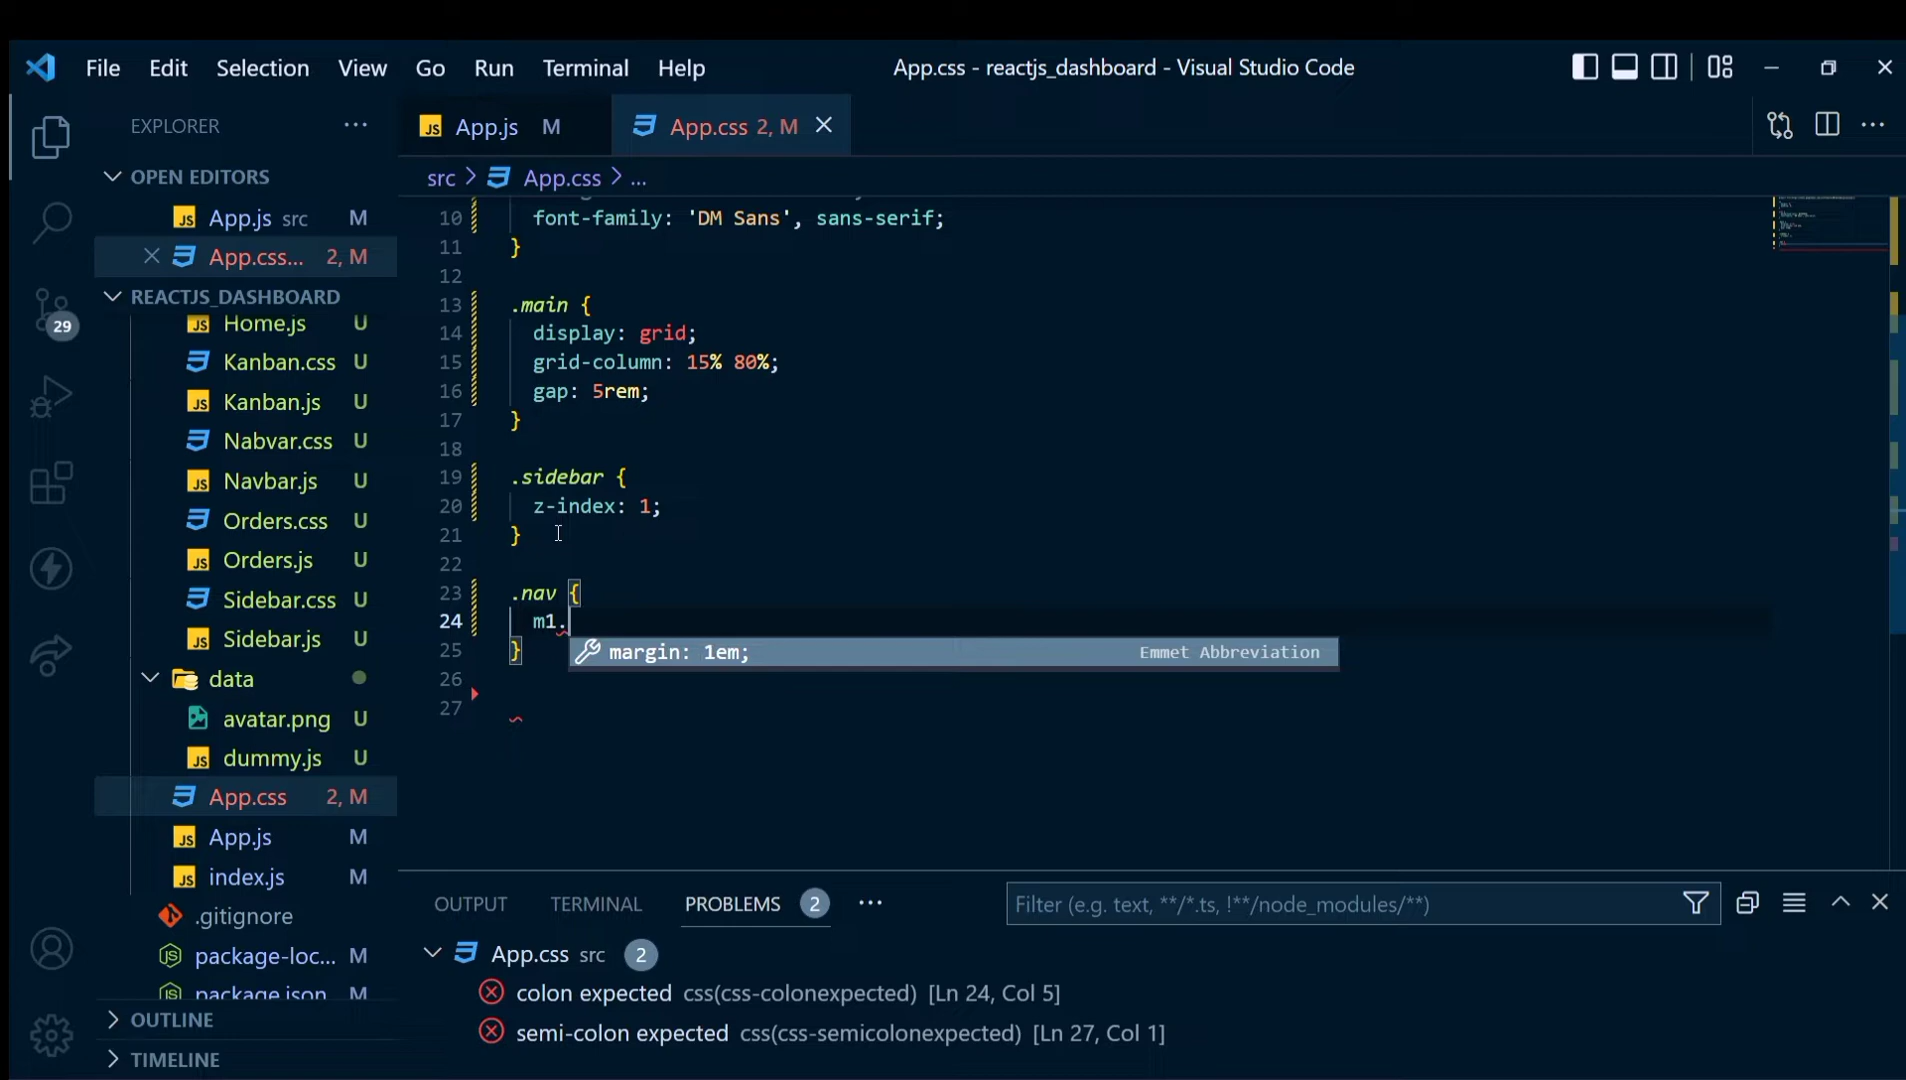 File Edit Selection View Go Run Terminal Help App.css - reactjs_dashboard - Visual Studio Code
EXPLORER
OPEN EDITORS
App.js src M
App.css... 2, M
REACTJS_DASHBOARD
Home.js U
Kanban.css U
Kanban.js U
Nabvar.css U
Navbar.js U
Orders.css U
Orders.js U
Sidebar.css U
Sidebar.js U
data
avatar.png U
dummy.js U
App.css 2, M
App.js M
index.js M
.gitignore
package-loc... M
package.json M
OUTLINE
TIMELINE
29
App.js M App.css 2, M
src > App.css > ...
10 font-family: 'DM Sans', sans-serif;
11 }
12
13 .main {
14 display: grid;
15 grid-column: 15% 80%;
16 gap: 5rem;
17 }
18
19 .sidebar {
20 z-index: 1;
21 }
22
23 .nav {
24 m1.
25 }
margin: 1em; Emmet Abbreviation
26
27
OUTPUT TERMINAL PROBLEMS 2 Filter (e.g. text, **/*.ts, !**/node_modules/**)
App.css src 2
colon expected css(css-colonexpected) [Ln 24, Col 5]
semi-colon expected css(css-semicolonexpected) [Ln 27, Col 1]